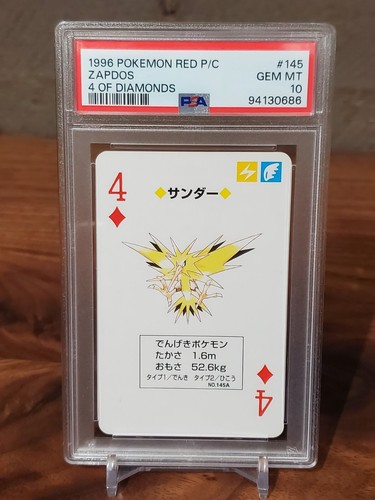 1996 POKEMON RED P/C #145
ZAPDOS GEM MT
4 OF DIAMONDS 10
PSA 94130686
4
◆サンダー◆
でんげきポケモン
たかさ 1.6m
おもさ 52.6kg
タイプ1/でんき タイプ2/ひこう
NO.145A
4